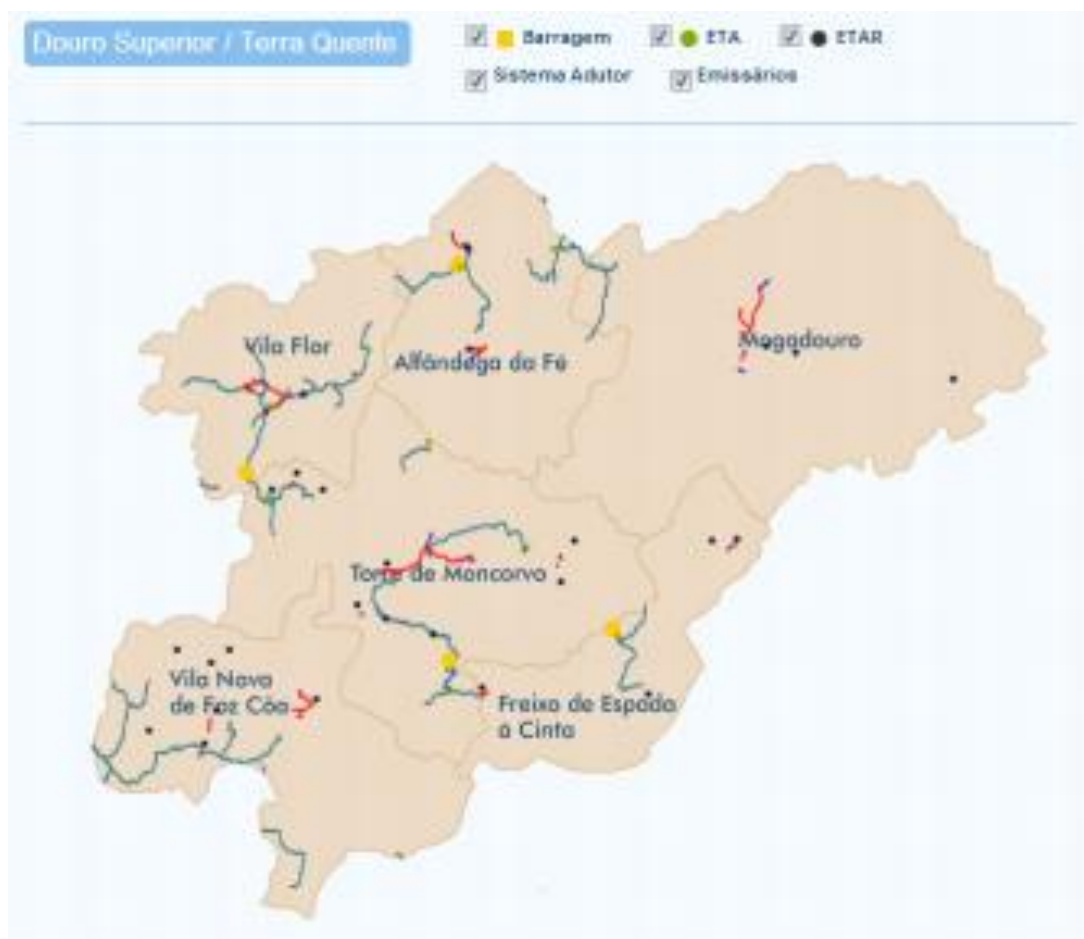 Douro Superior / Terra Quente
Barragem
ETA
ETAR
Sistema Adutor
Emissários
Vila Flor
Alfândega da Fé
Mogadouro
Torre de Moncorvo
Vila Nova
de Foz Côa
Freixo de Espada
à Cinta